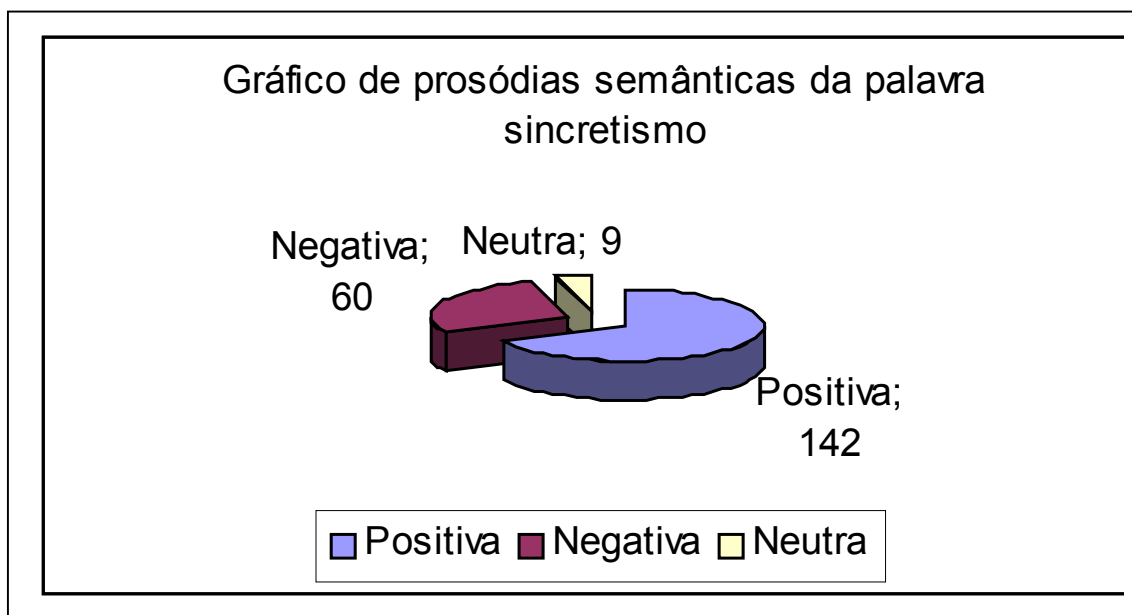 Gráfico de prosódias semânticas da palavra
sincretismo
Negativa;
60
Neutra; 9
Positiva;
142
Positiva Negativa Neutra